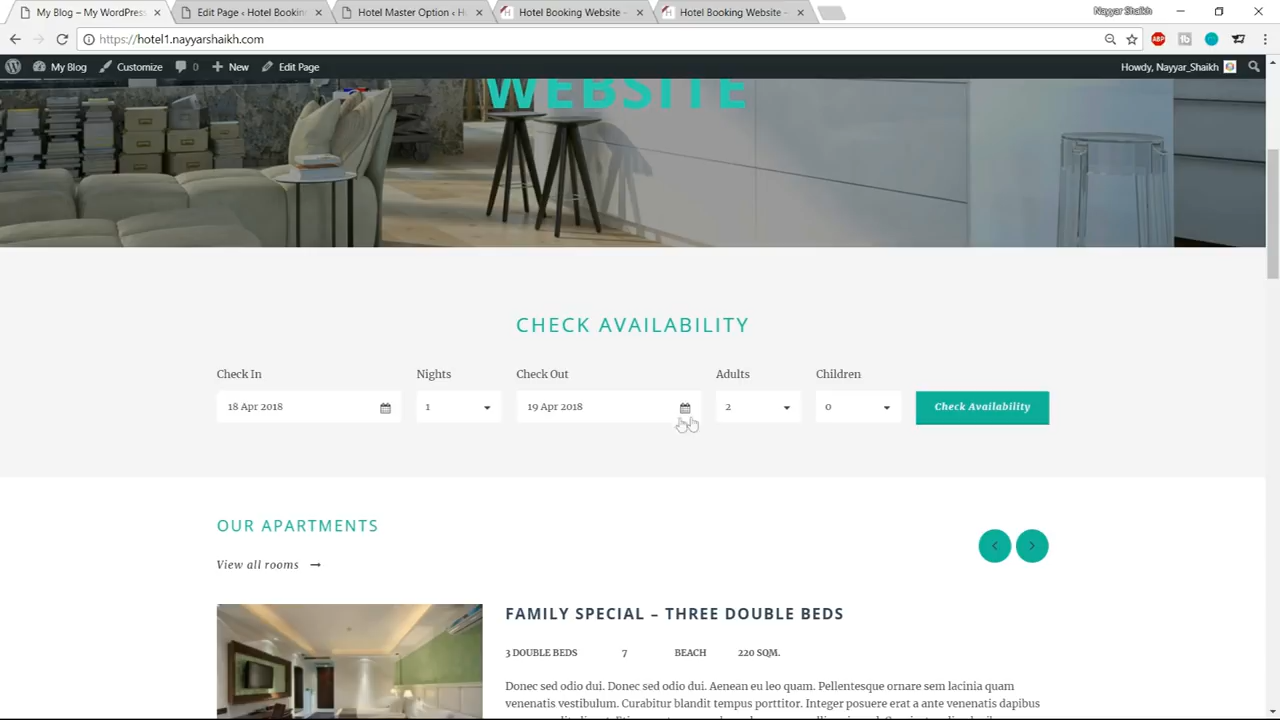 My Blog – My WordPress
Edit Page ‹ Hotel Bookin
Hotel Master Option ‹ H
Hotel Booking Website -
Hotel Booking Website -
Nayyar Shaikh
https://hotel1.nayyarshaikh.com
ABP
My Blog
Customize
0
New
Edit Page
Howdy, Nayyar_Shaikh
WEBSITE
CHECK AVAILABILITY
Check In
Nights
Check Out
Adults
Children
18 Apr 2018
1
19 Apr 2018
2
0
Check Availability
OUR APARTMENTS
View all rooms
FAMILY SPECIAL – THREE DOUBLE BEDS
3 DOUBLE BEDS
7
BEACH
220 SQM.
Donec sed odio dui. Donec sed odio dui. Aenean eu leo quam. Pellentesque ornare sem lacinia quam
venenatis vestibulum. Curabitur blandit tempus porttitor. Integer posuere erat a ante venenatis dapibus